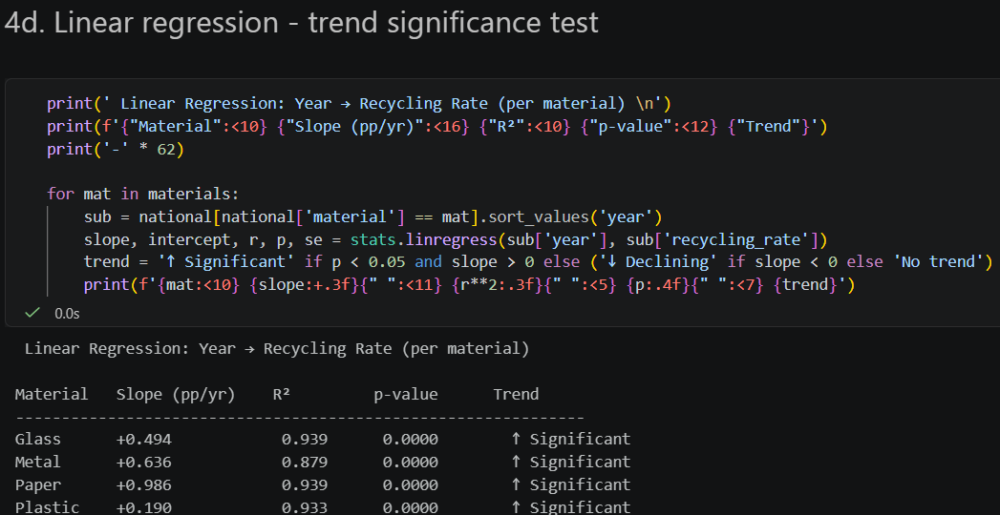 4d. Linear regression - trend significance test
print(' Linear Regression: Year → Recycling Rate (per material) \n')
print(f'{"Material":<10} {"Slope (pp/yr)":<16} {"R²":<10} {"p-value":<12} {"Trend"}')
print('-' * 62)
for mat in materials:
    sub = national[national['material'] == mat].sort_values('year')
    slope, intercept, r, p, se = stats.linregress(sub['year'], sub['recycling_rate'])
    trend = '↑ Significant' if p < 0.05 and slope > 0 else ('↓ Declining' if slope < 0 else 'No trend')
    print(f'{mat:<10} {slope:+.3f}{" ":<11} {r**2:.3f}{" ":<5} {p:.4f}{" ":<7} {trend}')
✓ 0.0s
Linear Regression: Year → Recycling Rate (per material)
Material   Slope (pp/yr)    R²         p-value      Trend
--------------------------------------------------------------
Glass      +0.494            0.939      0.0000        ↑ Significant
Metal      +0.636            0.879      0.0000        ↑ Significant
Paper      +0.986            0.939      0.0000        ↑ Significant
Plastic    +0.190            0.933      0.0000        ↑ Significant